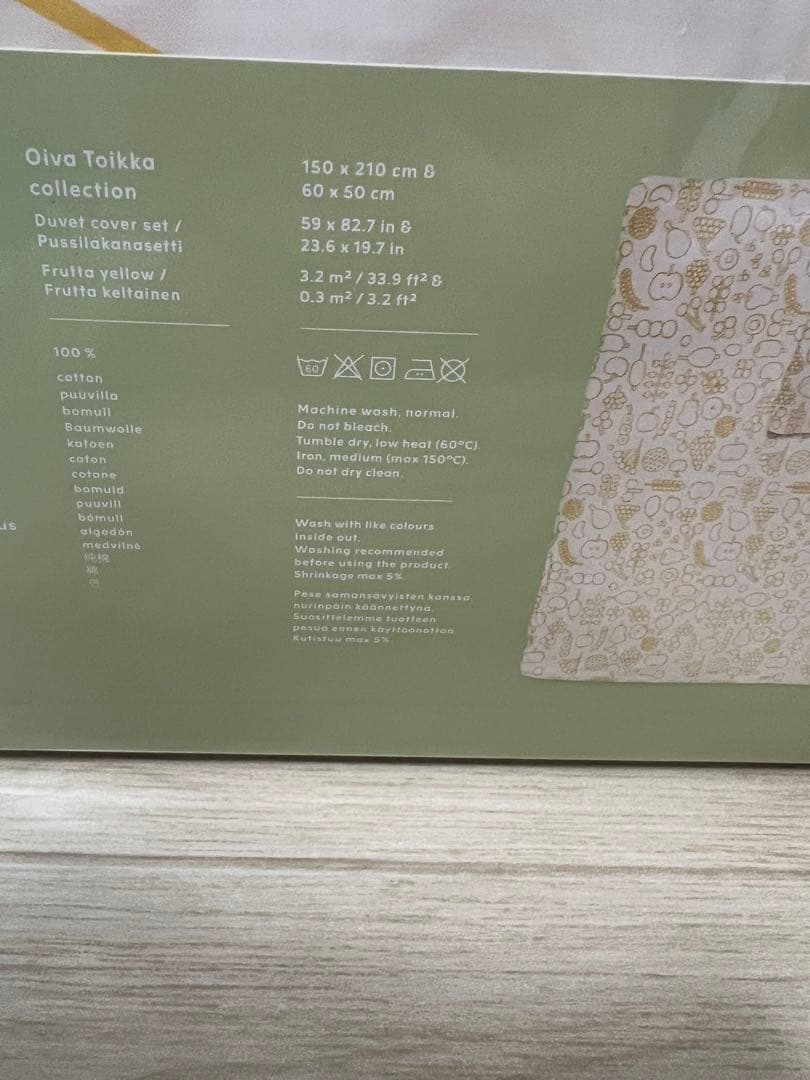 Oiva Toikka
collection
Duvet cover set /
Pussilakanasetti
Frutta yellow /
Frutta keltainen
100 %
cotton
puuvilla
bomull
Baumwolle
katoen
coton
cotone
bomuld
puuvill
bómull
algodón
medvilnė
纯棉
綿
면
us
150 x 210 cm &
60 x 50 cm
59 x 82.7 in &
23.6 x 19.7 in
3.2 m² / 33.9 ft² &
0.3 m² / 3.2 ft²
60
Machine wash, normal.
Do not bleach.
Tumble dry, low heat (60°C).
Iron, medium (max 150°C).
Do not dry clean.
Wash with like colours
inside out.
Washing recommended
before using the product.
Shrinkage max 5%.
Pese samansävyisten kanssa
nurinpäin käännettynä.
Suosittelemme tuotteen
pesua ennen käyttöönottoa.
Kutistuu max 5%.